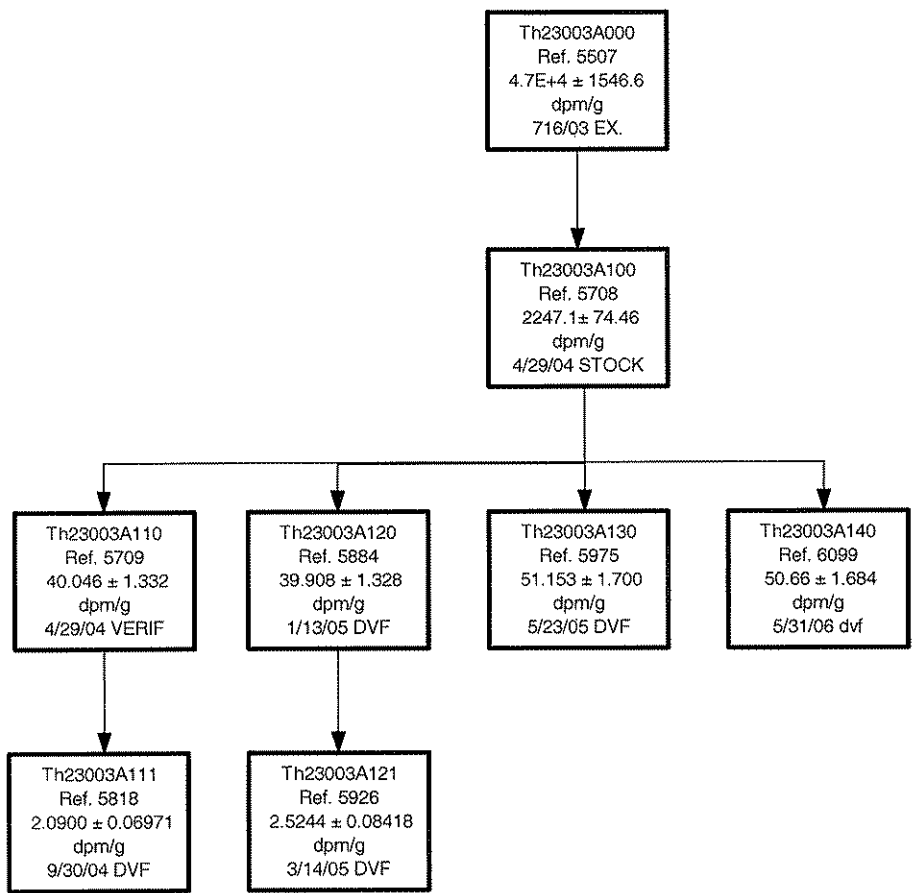 Th23003A000
Ref. 5507
4.7E+4 ± 1546.6
dpm/g
716/03 EX.
Th23003A100
Ref. 5708
2247.1± 74.46
dpm/g
4/29/04 STOCK
Th23003A110
Ref. 5709
40.046 ± 1.332
dpm/g
4/29/04 VERIF
Th23003A120
Ref. 5884
39.908 ± 1.328
dpm/g
1/13/05 DVF
Th23003A130
Ref. 5975
51.153 ± 1.700
dpm/g
5/23/05 DVF
Th23003A140
Ref. 6099
50.66 ± 1.684
dpm/g
5/31/06 dvf
Th23003A111
Ref. 5818
2.0900 ± 0.06971
dpm/g
9/30/04 DVF
Th23003A121
Ref. 5926
2.5244 ± 0.08418
dpm/g
3/14/05 DVF